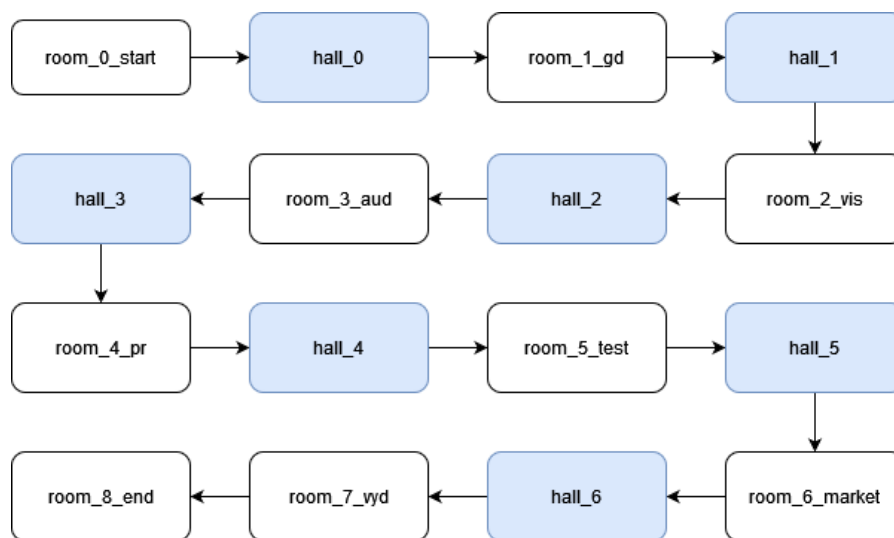 room_0_start
hall_0
room_1_gd
hall_1
hall_3
room_3_aud
hall_2
room_2_vis
room_4_pr
hall_4
room_5_test
hall_5
room_8_end
room_7_vyd
hall_6
room_6_market